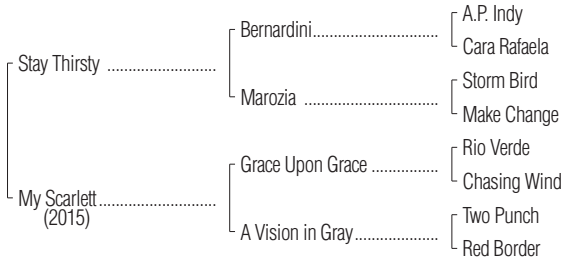 A.P. Indy
Bernardini
Cara Rafaela
Stay Thirsty
Storm Bird
Marozia
Make Change
Rio Verde
Grace Upon Grace
Chasing Wind
My Scarlett
(2015)
Two Punch
A Vision in Gray
Red Border